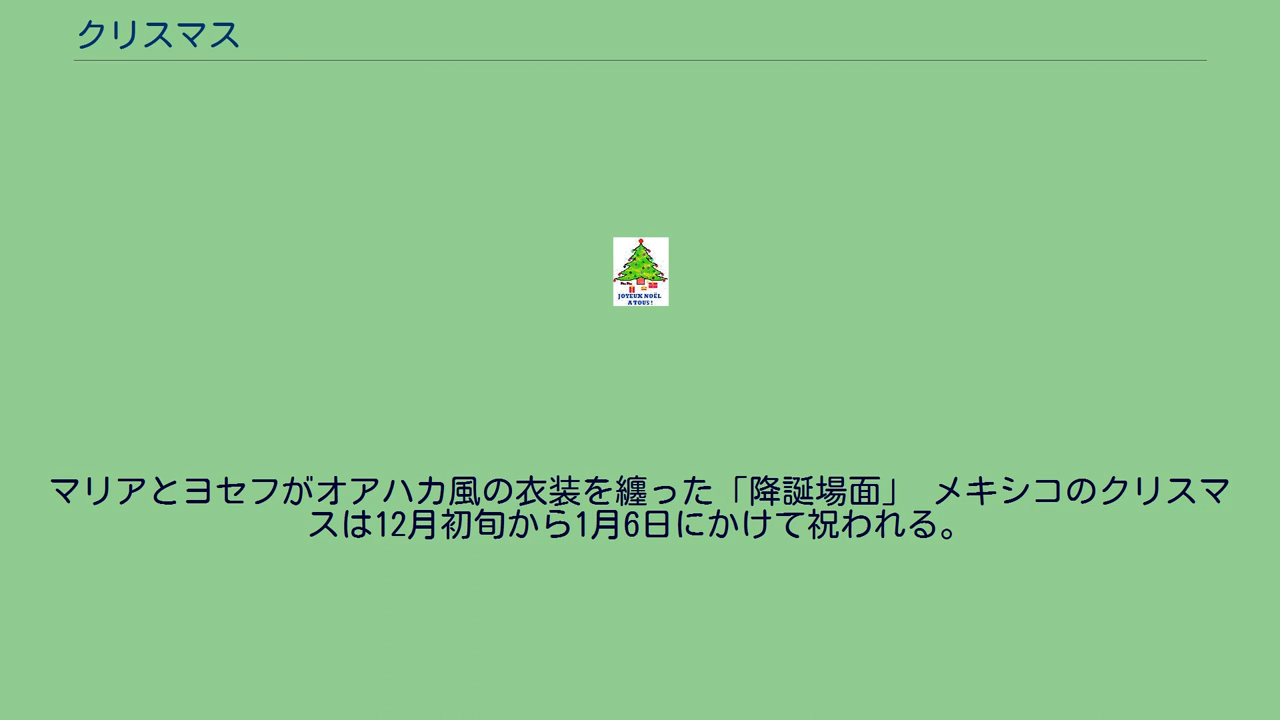 クリスマス
JOYEUX NOËL
A TOUS !
マリアとヨセフがオアハカ風の衣装を纏った「降誕場面」 メキシコのクリスマ
スは12月初旬から1月6日にかけて祝われる。